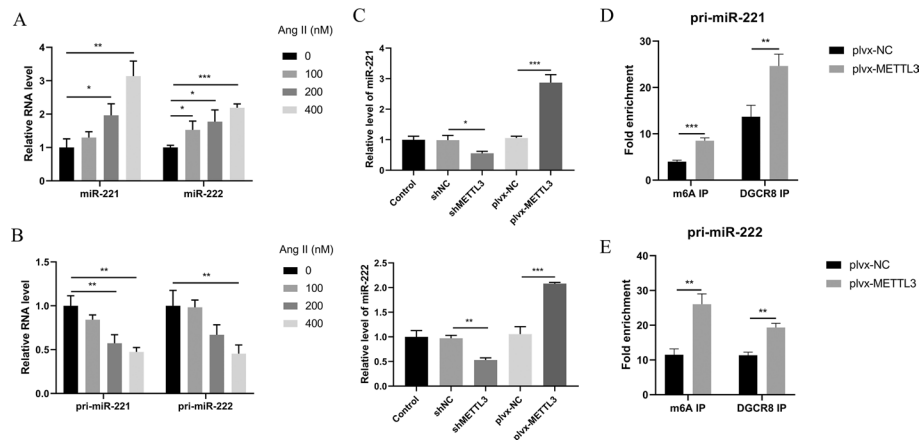 A
Relative RNA level
4
3
2
1
0
**
*
***
*
*
miR-221
miR-222
Ang II (nM)
0
100
200
400
B
Relative RNA level
1.5
1.0
0.5
0.0
**
**
**
pri-miR-221
pri-miR-222
Ang II (nM)
0
100
200
400
C
Relative level of miR-221
4
3
2
1
0
*
***
Control
shNC
shMETTL3
plvx-NC
plvx-METTL3
Relative level of miR-222
2.5
2.0
1.5
1.0
0.5
0.0
**
***
Control
shNC
shMETTL3
plvx-NC
plvx-METTL3
D
pri-miR-221
Fold enrichment
30
20
10
0
***
**
m6A IP
DGCR8 IP
plvx-NC
plvx-METTL3
E
pri-miR-222
Fold enrichment
40
30
20
10
0
**
**
m6A IP
DGCR8 IP
plvx-NC
plvx-METTL3